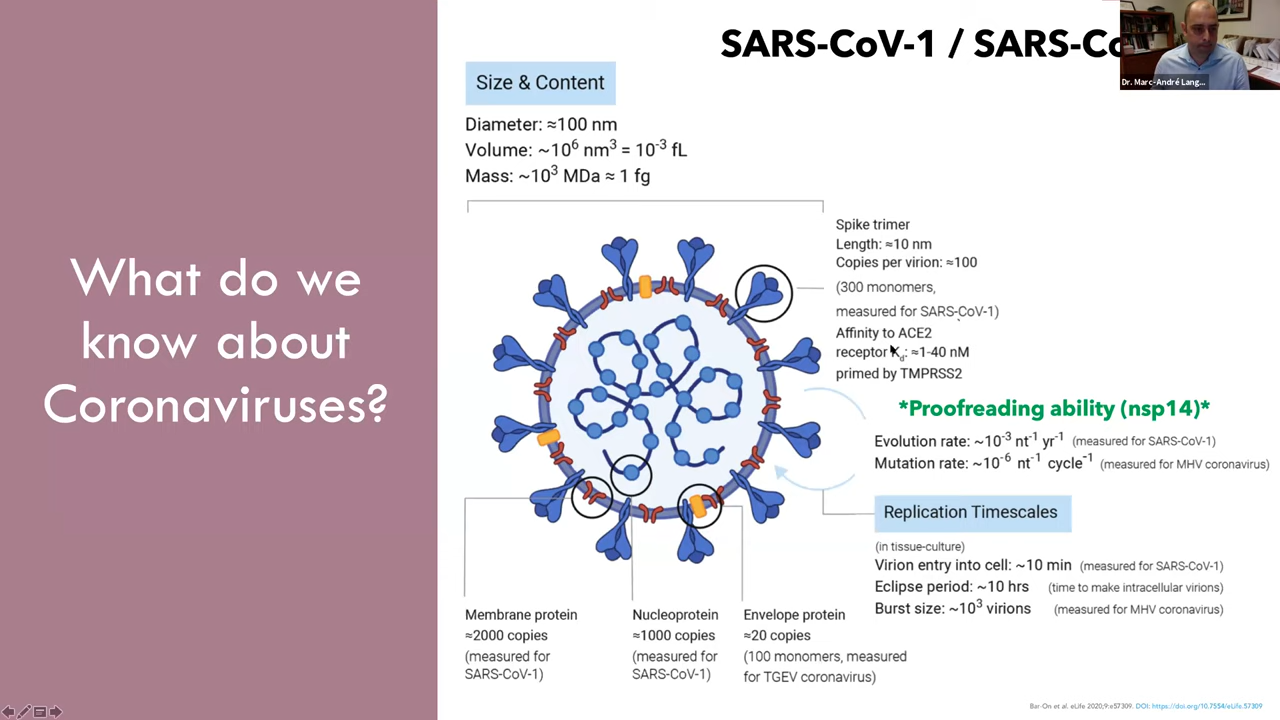 What do we
know about
Coronaviruses?
SARS-CoV-1 / SARS-Co
Dr. Marc-André Lang...
Size & Content
Diameter: ≈100 nm
Volume: ~10⁶ nm³ = 10⁻³ fL
Mass: ~10³ MDa ≈ 1 fg
Spike trimer
Length: ≈10 nm
Copies per virion: ≈100
(300 monomers,
measured for SARS-CoV-1)
Affinity to ACE2
receptor K_d: ≈1-40 nM
primed by TMPRSS2
*Proofreading ability (nsp14)*
Evolution rate: ~10⁻³ nt⁻¹ yr⁻¹ (measured for SARS-CoV-1)
Mutation rate: ~10⁻⁶ nt⁻¹ cycle⁻¹ (measured for MHV coronavirus)
Replication Timescales
(in tissue-culture)
Virion entry into cell: ~10 min (measured for SARS-CoV-1)
Eclipse period: ~10 hrs (time to make intracellular virions)
Burst size: ~10³ virions (measured for MHV coronavirus)
Membrane protein
≈2000 copies
(measured for
SARS-CoV-1)
Nucleoprotein
≈1000 copies
(measured for
SARS-CoV-1)
Envelope protein
≈20 copies
(100 monomers, measured
for TGEV coronavirus)
Bar-On et al. eLife 2020;9:e57309. DOI: https://doi.org/10.7554/eLife.57309